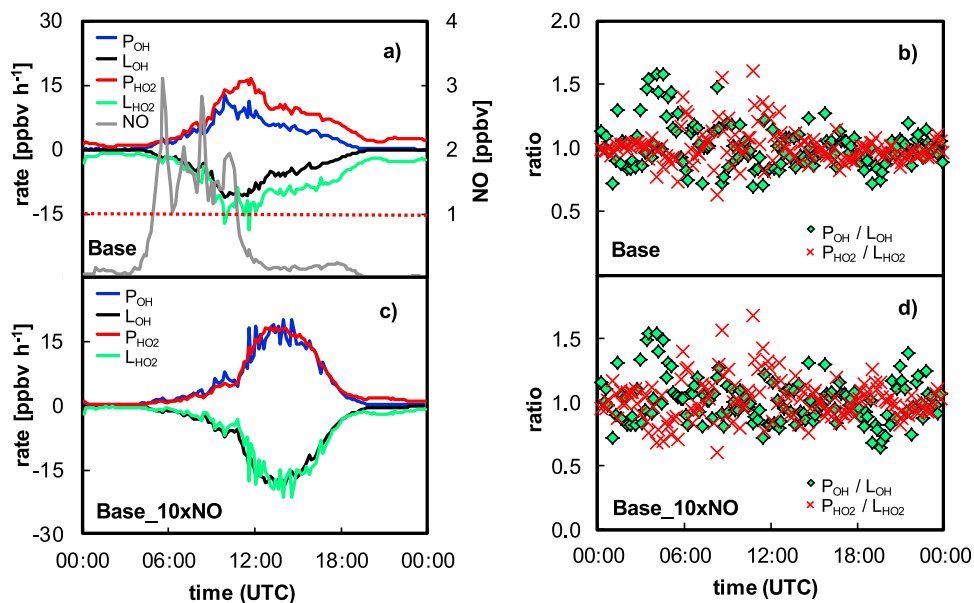 30
15
0
-15
rate [ppbv h⁻¹]
P_OH
L_OH
P_HO2
L_HO2
NO
a)
Base
4
3
2
1
NO [ppbv]
2.0
1.5
1.0
0.5
ratio
b)
P_OH / L_OH
P_HO2 / L_HO2
Base
15
0
-15
-30
rate [ppbv h⁻¹]
P_OH
L_OH
P_HO2
L_HO2
c)
Base_10xNO
00:00 06:00 12:00 18:00 00:00
time (UTC)
1.5
1.0
0.5
0.0
ratio
d)
P_OH / L_OH
P_HO2 / L_HO2
Base_10xNO
00:00 06:00 12:00 18:00 00:00
time (UTC)